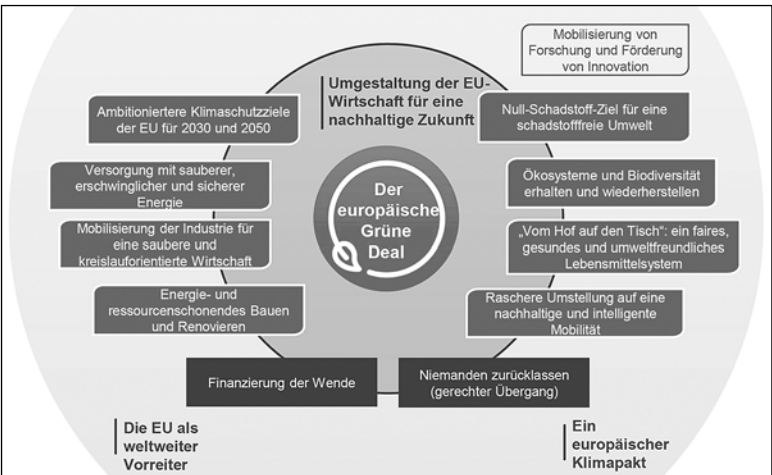 Mobilisierung von
Forschung und Förderung
von Innovation
Umgestaltung der EU-
Wirtschaft für eine
nachhaltige Zukunft
Ambitioniertere Klimaschutzziele
der EU für 2030 und 2050
Null-Schadstoff-Ziel für eine
schadstofffreie Umwelt
Versorgung mit sauberer,
erschwinglicher und sicherer
Energie
Ökosysteme und Biodiversität
erhalten und wiederherstellen
Der
europäische
Grüne
Deal
Mobilisierung der Industrie für
eine saubere und
kreislauforientierte Wirtschaft
„Vom Hof auf den Tisch“: ein faires,
gesundes und umweltfreundliches
Lebensmittelsystem
Energie- und
ressourcenschonendes Bauen
und Renovieren
Raschere Umstellung auf eine
nachhaltige und intelligente
Mobilität
Finanzierung der Wende
Niemanden zurücklassen
(gerechter Übergang)
Die EU als
weltweiter
Vorreiter
Ein
europäischer
Klimapakt